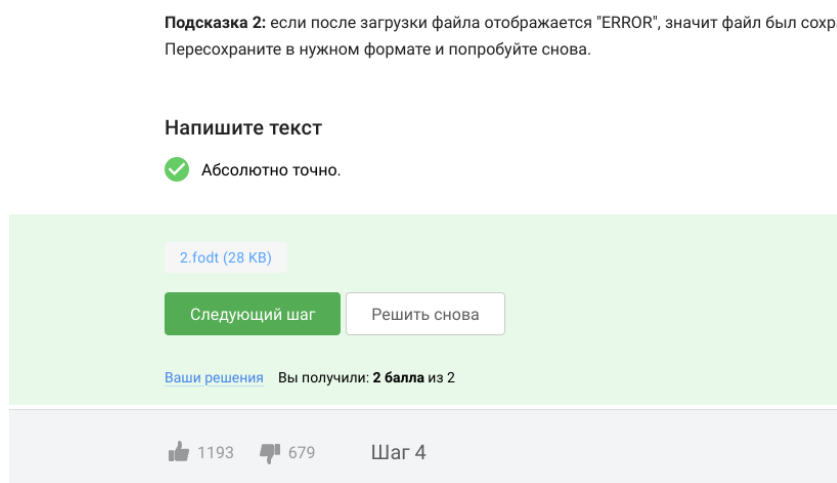 Подсказка 2: если после загрузки файла отображается "ERROR", значит файл был сохр
Пересохраните в нужном формате и попробуйте снова.
Напишите текст
Абсолютно точно.
2.fodt (28 KB)
Следующий шаг
Решить снова
Ваши решения Вы получили: 2 балла из 2
1193 679 Шаг 4